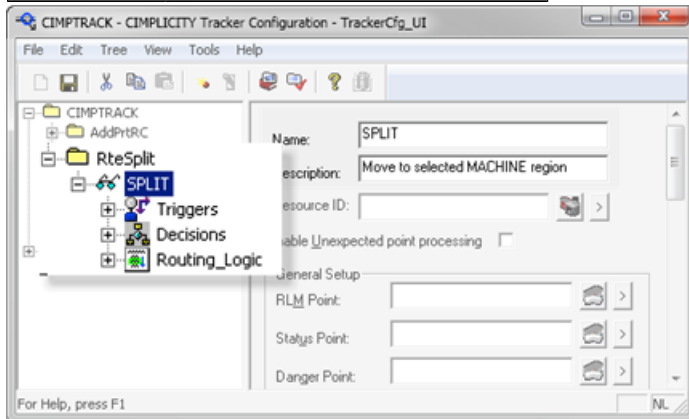 CIMPTRACK - CIMPLICITY Tracker Configuration - TrackerCfg_UI
File Edit Tree View Tools Help
CIMPTRACK
AddPrtRC
RteSplit
SPLIT
Triggers
Decisions
Routing_Logic
Name: SPLIT
escription: Move to selected MACHINE region
esource ID:
able Unexpected point processing
General Setup
RLM Point:
Status Point:
Danger Point:
For Help, press F1
NL